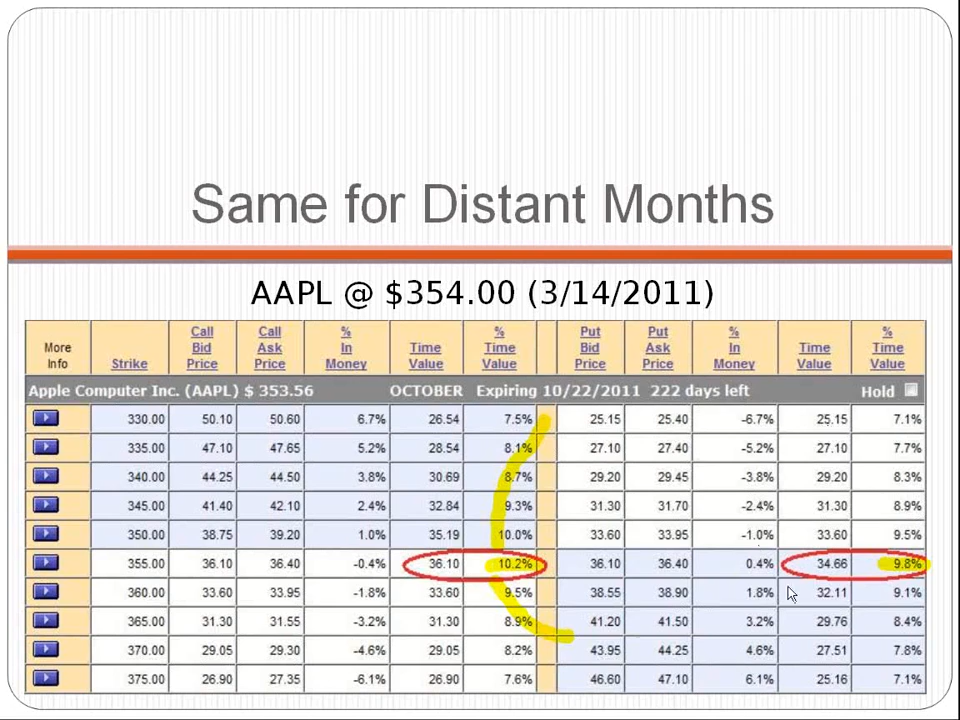 Same for Distant Months
AAPL @ $354.00 (3/14/2011)
More Info Strike Call Bid Price Call Ask Price % In Money Time Value % Time Value Put Bid Price Put Ask Price % In Money Time Value % Time Value
Apple Computer Inc. (AAPL) $ 353.56 OCTOBER Expiring 10/22/2011 222 days left Hold
330.00 50.10 50.60 6.7% 26.54 7.5% 25.15 25.40 -6.7% 25.15 7.1%
335.00 47.10 47.65 5.2% 28.54 8.1% 27.10 27.40 -5.2% 27.10 7.7%
340.00 44.25 44.50 3.8% 30.69 8.7% 29.20 29.45 -3.8% 29.20 8.3%
345.00 41.40 42.10 2.4% 32.84 9.3% 31.30 31.70 -2.4% 31.30 8.9%
350.00 38.75 39.20 1.0% 35.19 10.0% 33.60 33.95 -1.0% 33.60 9.5%
355.00 36.10 36.40 -0.4% 36.10 10.2% 36.10 36.40 0.4% 34.66 9.8%
360.00 33.60 33.95 -1.8% 33.60 9.5% 38.55 38.90 1.8% 32.11 9.1%
365.00 31.30 31.55 -3.2% 31.30 8.9% 41.20 41.50 3.2% 29.76 8.4%
370.00 29.05 29.30 -4.6% 29.05 8.2% 43.95 44.25 4.6% 27.51 7.8%
375.00 26.90 27.35 -6.1% 26.90 7.6% 46.60 47.10 6.1% 25.16 7.1%